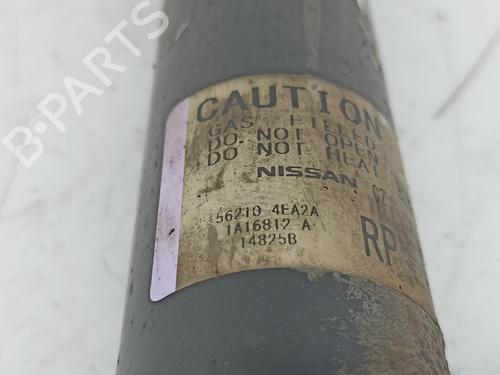 B-PARTS
CAUTION
GAS FILLED
DO NOT OPEN
DO NOT HEAT
NISSAN
56210 4EA2A
1A16812 A
14825B
RP